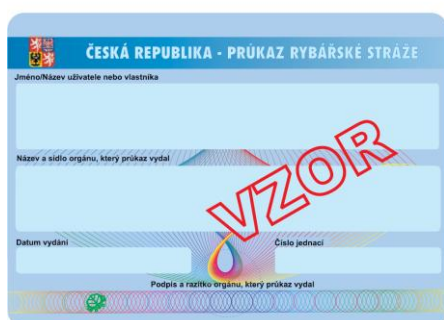 ČESKÁ REPUBLIKA - PRŮKAZ RYBÁŘSKÉ STRÁŽE
Jméno/Název uživatele nebo vlastníka
Název a sídlo orgánu, který průkaz vydal
VZOR
Datum vydání
Číslo jednací
Podpis a razítko orgánu, který průkaz vydal